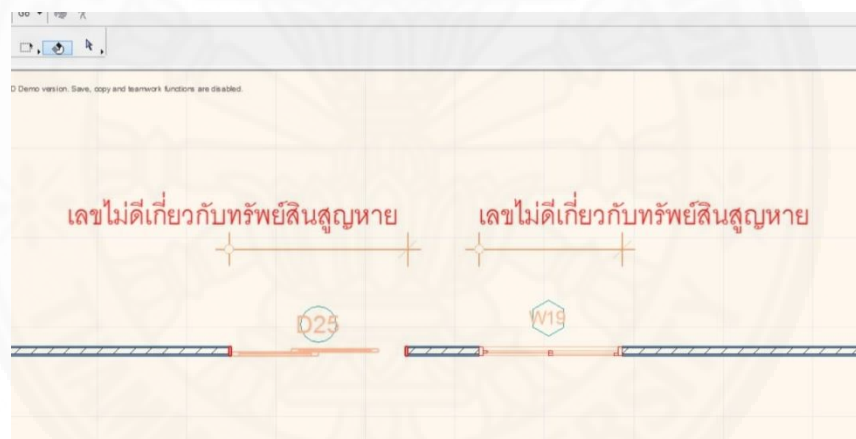 D Demo version. Save, copy and teamwork functions are disabled.
เลขไม่ดีเกี่ยวกับทรัพย์สินสูญหาย เลขไม่ดีเกี่ยวกับทรัพย์สินสูญหาย
D25 W19